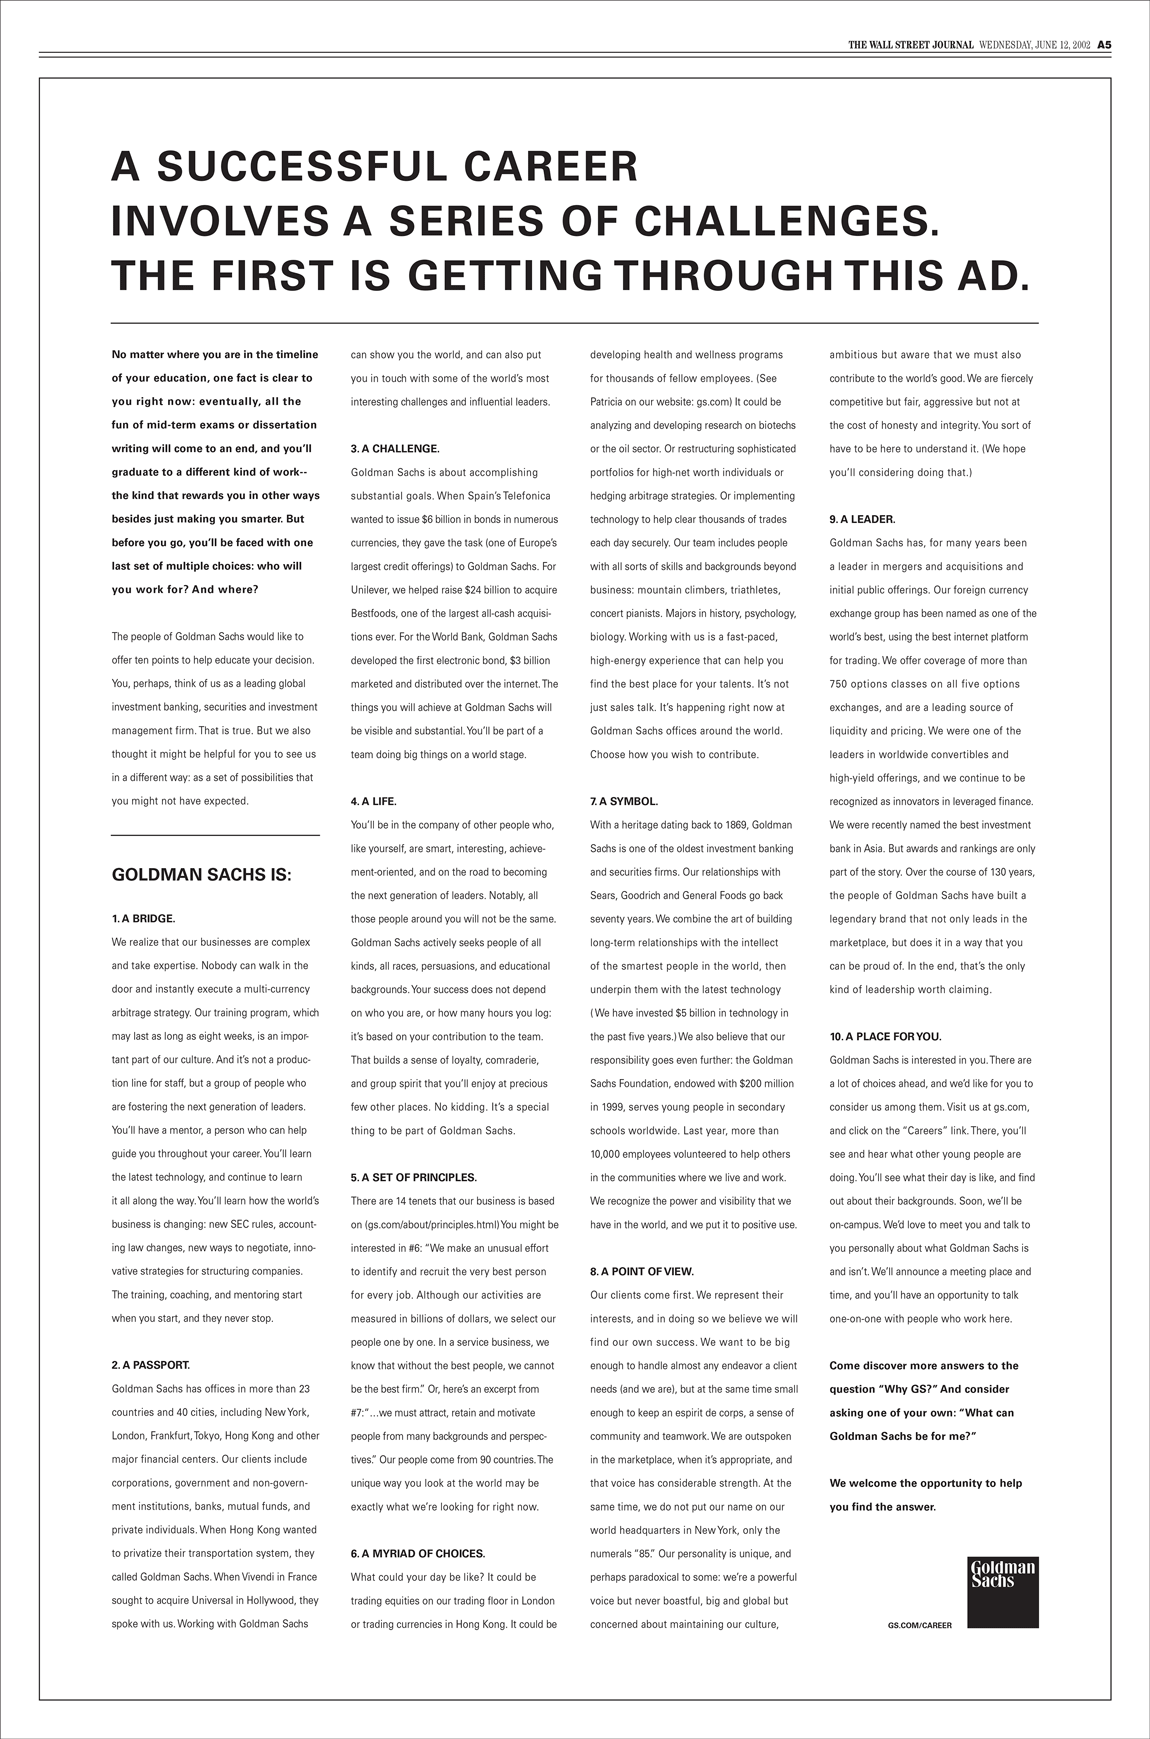 THE WALL STREET JOURNAL WEDNESDAY, JUNE 12, 2002 A5
A SUCCESSFUL CAREER
INVOLVES A SERIES OF CHALLENGES.
THE FIRST IS GETTING THROUGH THIS AD.
No matter where you are in the timeline
of your education, one fact is clear to
you right now: eventually, all the
fun of mid-term exams or dissertation
writing will come to an end, and you'll
graduate to a different kind of work--
the kind that rewards you in other ways
besides just making you smarter. But
before you go, you'll be faced with one
last set of multiple choices: who will
you work for? And where?
The people of Goldman Sachs would like to
offer ten points to help educate your decision.
You, perhaps, think of us as a leading global
investment banking, securities and investment
management firm. That is true. But we also
thought it might be helpful for you to see us
in a different way: as a set of possibilities that
you might not have expected.
GOLDMAN SACHS IS:
1. A BRIDGE.
We realize that our businesses are complex
and take expertise. Nobody can walk in the
door and instantly execute a multi-currency
arbitrage strategy. Our training program, which
may last as long as eight weeks, is an impor-
tant part of our culture. And it's not a produc-
tion line for staff, but a group of people who
are fostering the next generation of leaders.
You'll have a mentor, a person who can help
guide you throughout your career. You'll learn
the latest technology, and continue to learn
it all along the way. You'll learn how the world's
business is changing: new SEC rules, account-
ing law changes, new ways to negotiate, inno-
vative strategies for structuring companies.
The training, coaching, and mentoring start
when you start, and they never stop.
2. A PASSPORT.
Goldman Sachs has offices in more than 23
countries and 40 cities, including New York,
London, Frankfurt, Tokyo, Hong Kong and other
major financial centers. Our clients include
corporations, government and non-govern-
ment institutions, banks, mutual funds, and
private individuals. When Hong Kong wanted
to privatize their transportation system, they
called Goldman Sachs. When Vivendi in France
sought to acquire Universal in Hollywood, they
spoke with us. Working with Goldman Sachs
can show you the world, and can also put
you in touch with some of the world's most
interesting challenges and influential leaders.
3. A CHALLENGE.
Goldman Sachs is about accomplishing
substantial goals. When Spain's Telefonica
wanted to issue $6 billion in bonds in numerous
currencies, they gave the task (one of Europe's
largest credit offerings) to Goldman Sachs. For
Unilever, we helped raise $24 billion to acquire
Bestfoods, one of the largest all-cash acquisi-
tions ever. For the World Bank, Goldman Sachs
developed the first electronic bond, $3 billion
marketed and distributed over the internet. The
things you will achieve at Goldman Sachs will
be visible and substantial. You'll be part of a
team doing big things on a world stage.
4. A LIFE.
You'll be in the company of other people who,
like yourself, are smart, interesting, achieve-
ment-oriented, and on the road to becoming
the next generation of leaders. Notably, all
those people around you will not be the same.
Goldman Sachs actively seeks people of all
kinds, all races, persuasions, and educational
backgrounds. Your success does not depend
on who you are, or how many hours you log:
it's based on your contribution to the team.
That builds a sense of loyalty, comraderie,
and group spirit that you'll enjoy at precious
few other places. No kidding. It's a special
thing to be part of Goldman Sachs.
5. A SET OF PRINCIPLES.
There are 14 tenets that our business is based
on (gs.com/about/principles.html) You might be
interested in #6: “We make an unusual effort
to identify and recruit the very best person
for every job. Although our activities are
measured in billions of dollars, we select our
people one by one. In a service business, we
know that without the best people, we cannot
be the best firm.” Or, here's an excerpt from
#7:“...we must attract, retain and motivate
people from many backgrounds and perspec-
tives.” Our people come from 90 countries. The
unique way you look at the world may be
exactly what we're looking for right now.
6. A MYRIAD OF CHOICES.
What could your day be like? It could be
trading equities on our trading floor in London
or trading currencies in Hong Kong. It could be
developing health and wellness programs
for thousands of fellow employees. (See
Patricia on our website: gs.com) It could be
analyzing and developing research on biotechs
or the oil sector. Or restructuring sophisticated
portfolios for high-net worth individuals or
hedging arbitrage strategies. Or implementing
technology to help clear thousands of trades
each day securely. Our team includes people
with all sorts of skills and backgrounds beyond
business: mountain climbers, triathletes,
concert pianists. Majors in history, psychology,
biology. Working with us is a fast-paced,
high-energy experience that can help you
find the best place for your talents. It's not
just sales talk. It's happening right now at
Goldman Sachs offices around the world.
Choose how you wish to contribute.
7. A SYMBOL.
With a heritage dating back to 1869, Goldman
Sachs is one of the oldest investment banking
and securities firms. Our relationships with
Sears, Goodrich and General Foods go back
seventy years. We combine the art of building
long-term relationships with the intellect
of the smartest people in the world, then
underpin them with the latest technology
(We have invested $5 billion in technology in
the past five years.) We also believe that our
responsibility goes even further: the Goldman
Sachs Foundation, endowed with $200 million
in 1999, serves young people in secondary
schools worldwide. Last year, more than
10,000 employees volunteered to help others
in the communities where we live and work.
We recognize the power and visibility that we
have in the world, and we put it to positive use.
8. A POINT OF VIEW.
Our clients come first. We represent their
interests, and in doing so we believe we will
find our own success. We want to be big
enough to handle almost any endeavor a client
needs (and we are), but at the same time small
enough to keep an espirit de corps, a sense of
community and teamwork. We are outspoken
in the marketplace, when it's appropriate, and
that voice has considerable strength. At the
same time, we do not put our name on our
world headquarters in New York, only the
numerals “85.” Our personality is unique, and
perhaps paradoxical to some: we're a powerful
voice but never boastful, big and global but
concerned about maintaining our culture,
ambitious but aware that we must also
contribute to the world's good. We are fiercely
competitive but fair, aggressive but not at
the cost of honesty and integrity. You sort of
have to be here to understand it. (We hope
you'll considering doing that.)
9. A LEADER.
Goldman Sachs has, for many years been
a leader in mergers and acquisitions and
initial public offerings. Our foreign currency
exchange group has been named as one of the
world's best, using the best internet platform
for trading. We offer coverage of more than
750 options classes on all five options
exchanges, and are a leading source of
liquidity and pricing. We were one of the
leaders in worldwide convertibles and
high-yield offerings, and we continue to be
recognized as innovators in leveraged finance.
We were recently named the best investment
bank in Asia. But awards and rankings are only
part of the story. Over the course of 130 years,
the people of Goldman Sachs have built a
legendary brand that not only leads in the
marketplace, but does it in a way that you
can be proud of. In the end, that's the only
kind of leadership worth claiming.
10. A PLACE FOR YOU.
Goldman Sachs is interested in you. There are
a lot of choices ahead, and we'd like for you to
consider us among them. Visit us at gs.com,
and click on the “Careers” link. There, you'll
see and hear what other young people are
doing. You'll see what their day is like, and find
out about their backgrounds. Soon, we'll be
on-campus. We'd love to meet you and talk to
you personally about what Goldman Sachs is
and isn't. We'll announce a meeting place and
time, and you'll have an opportunity to talk
one-on-one with people who work here.
Come discover more answers to the
question “Why GS?” And consider
asking one of your own: “What can
Goldman Sachs be for me?”
We welcome the opportunity to help
you find the answer.
GS.COM/CAREER
Goldman
Sachs